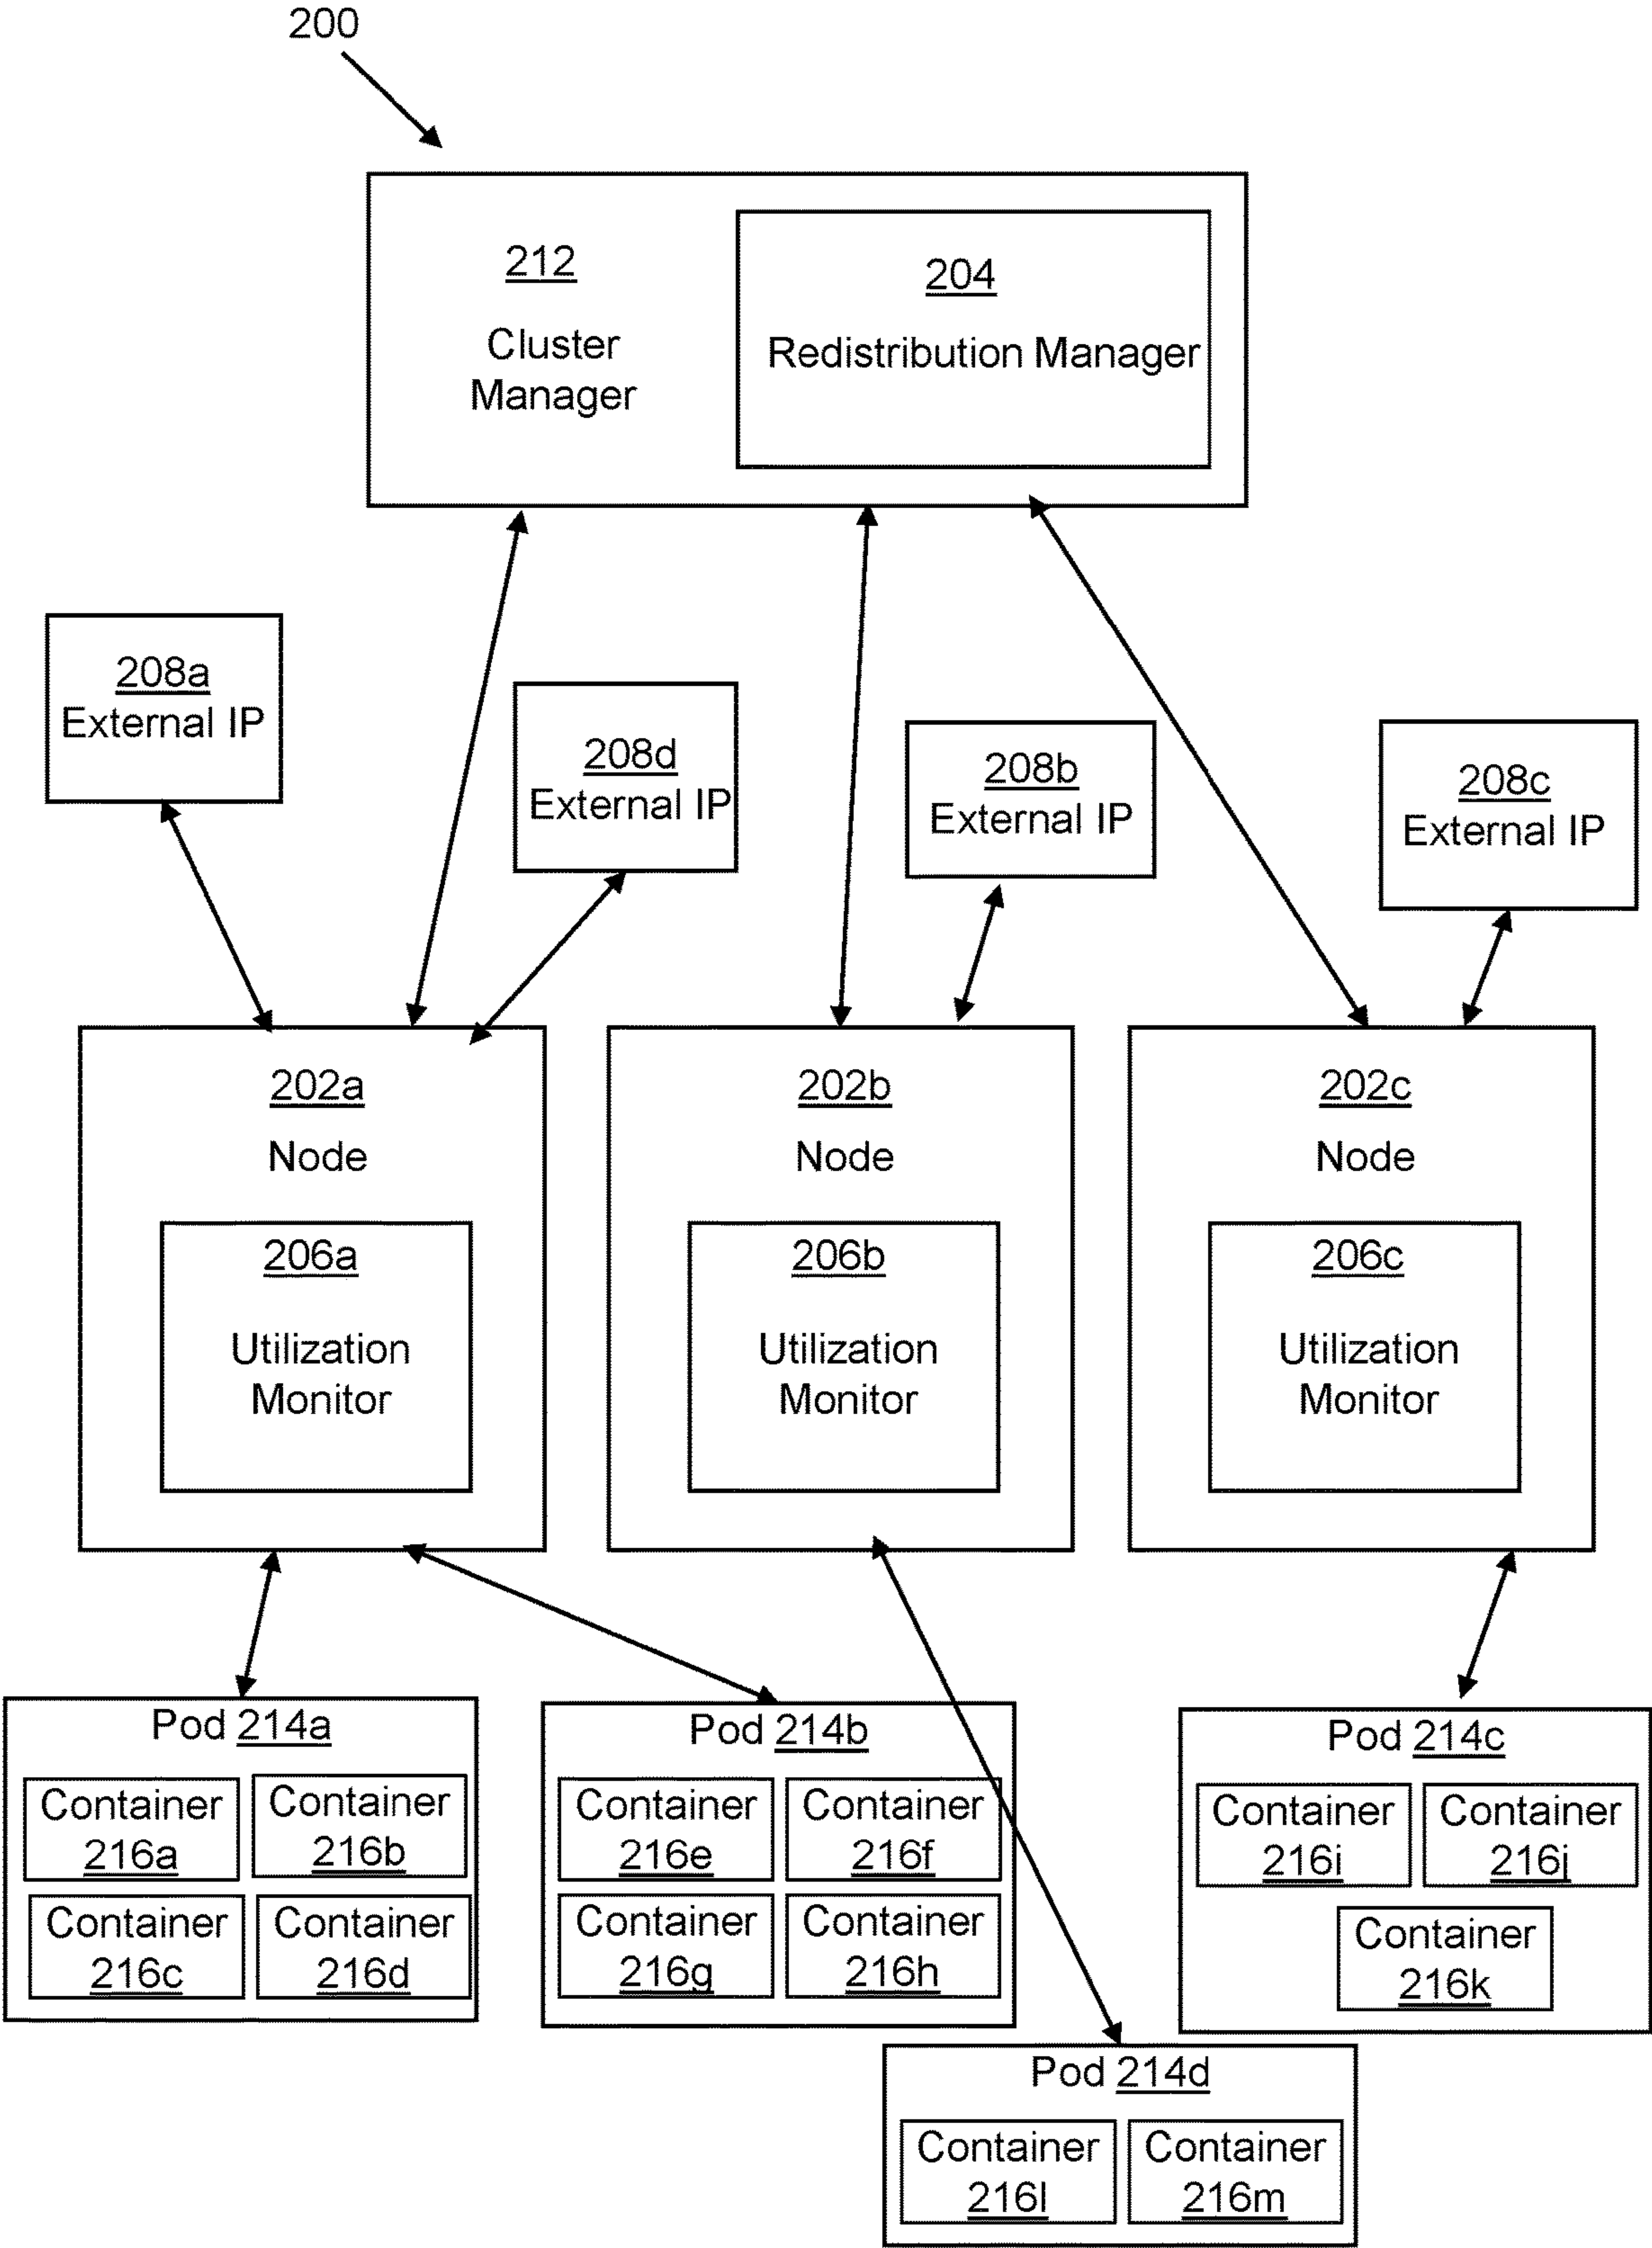 200
212
Cluster
Manager
204
Redistribution Manager
208a
External IP
208d
External IP
208b
External IP
208c
External IP
202a
Node
206a
Utilization
Monitor
202b
Node
206b
Utilization
Monitor
202c
Node
206c
Utilization
Monitor
Pod 214a
Container
216a
Container
216b
Container
216c
Container
216d
Pod 214b
Container
216e
Container
216f
Container
216g
Container
216h
Pod 214c
Container
216i
Container
216j
Container
216k
Pod 214d
Container
216l
Container
216m